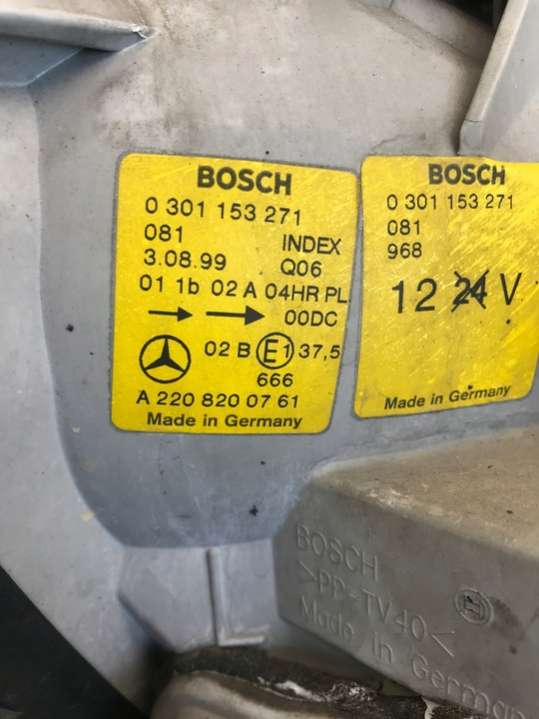 BOSCH
0 301 153 271
081 INDEX
3.08.99 Q06
01 1b 02 A 04HR PL
00DC
02 B E1 37,5
666
A 220 820 07 61
Made in Germany
BOSCH
0 301 153 271
081
968
12 24 V
Made in Germany
BOSCH
>PP-TV40<
Made in Germany